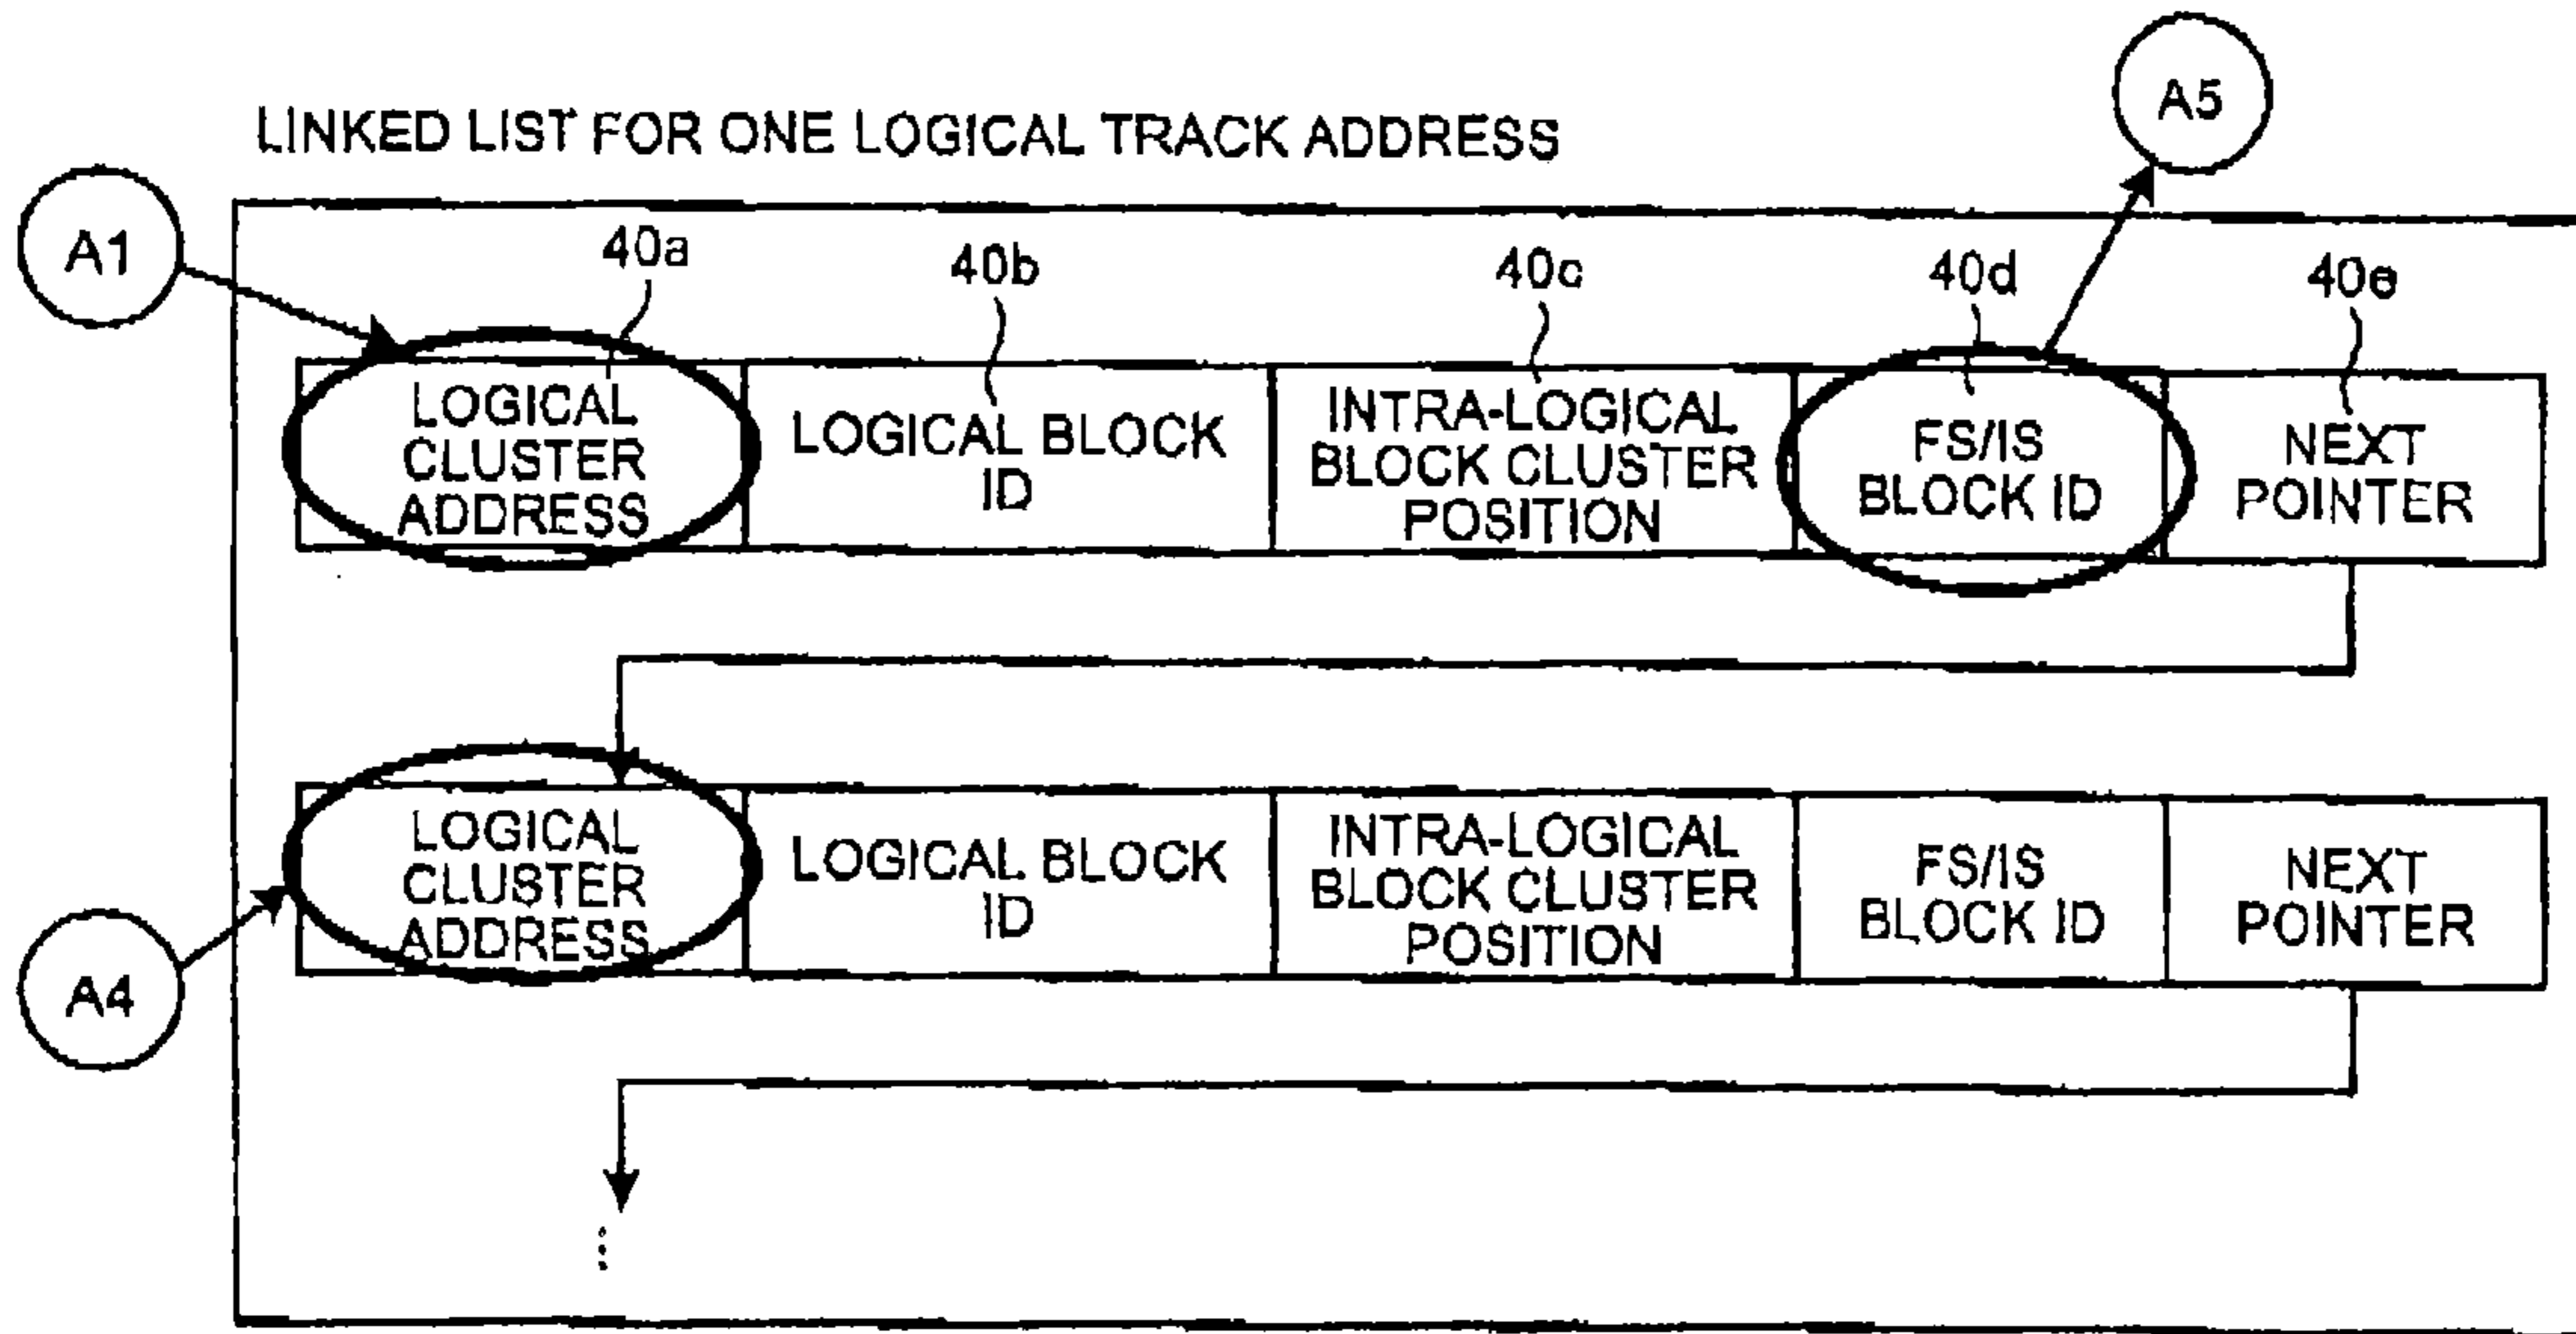 A5
LINKED LIST FOR ONE LOGICAL TRACK ADDRESS
A1
40a
40b
40c
40d
40e
LOGICAL
CLUSTER
ADDRESS
LOGICAL BLOCK
ID
INTRA-LOGICAL
BLOCK CLUSTER
POSITION
FS/IS
BLOCK ID
NEXT
POINTER
LOGICAL
CLUSTER
ADDRESS
LOGICAL BLOCK
ID
INTRA-LOGICAL
BLOCK CLUSTER
POSITION
FS/IS
BLOCK ID
NEXT
POINTER
A4
⋮